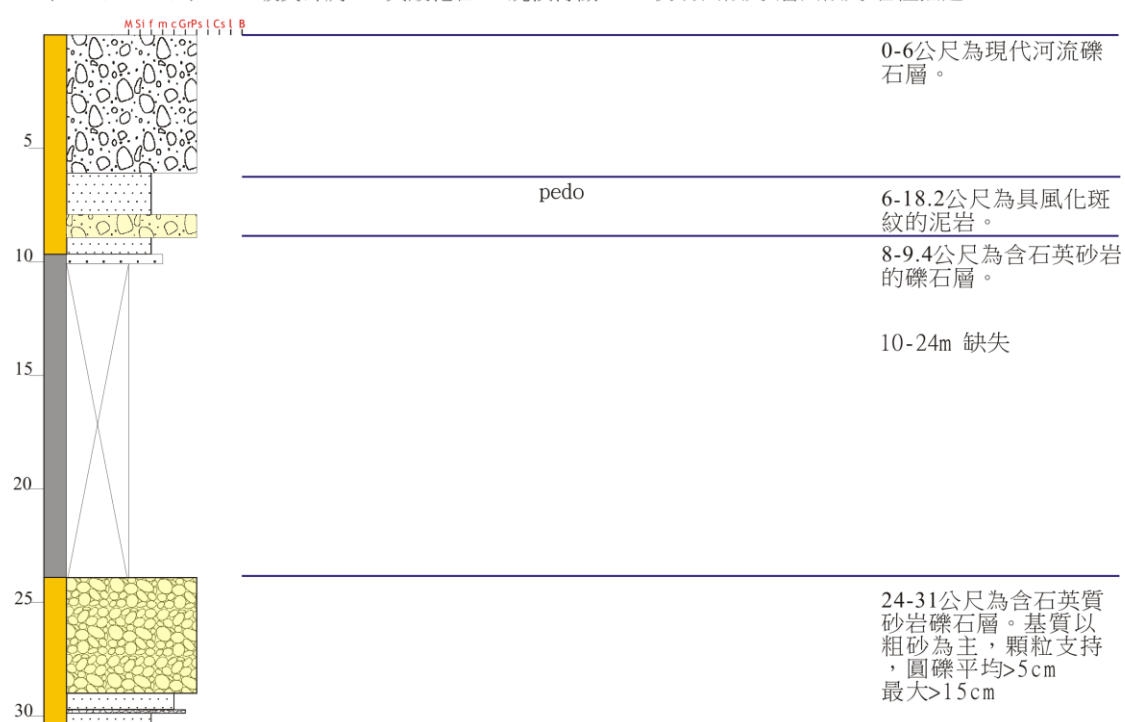 M Si f m c GrPs l Cs l B
0-6公尺為現代河流礫
石層。
5
pedo
6-18.2公尺為具風化斑
紋的泥岩。
8-9.4公尺為含石英砂岩
的礫石層。
10
10-24m 缺失
15
20
24-31公尺為含石英質
砂岩礫石層。基質以
粗砂為主，顆粒支持
，圓礫平均>5cm
最大>15cm
25
30